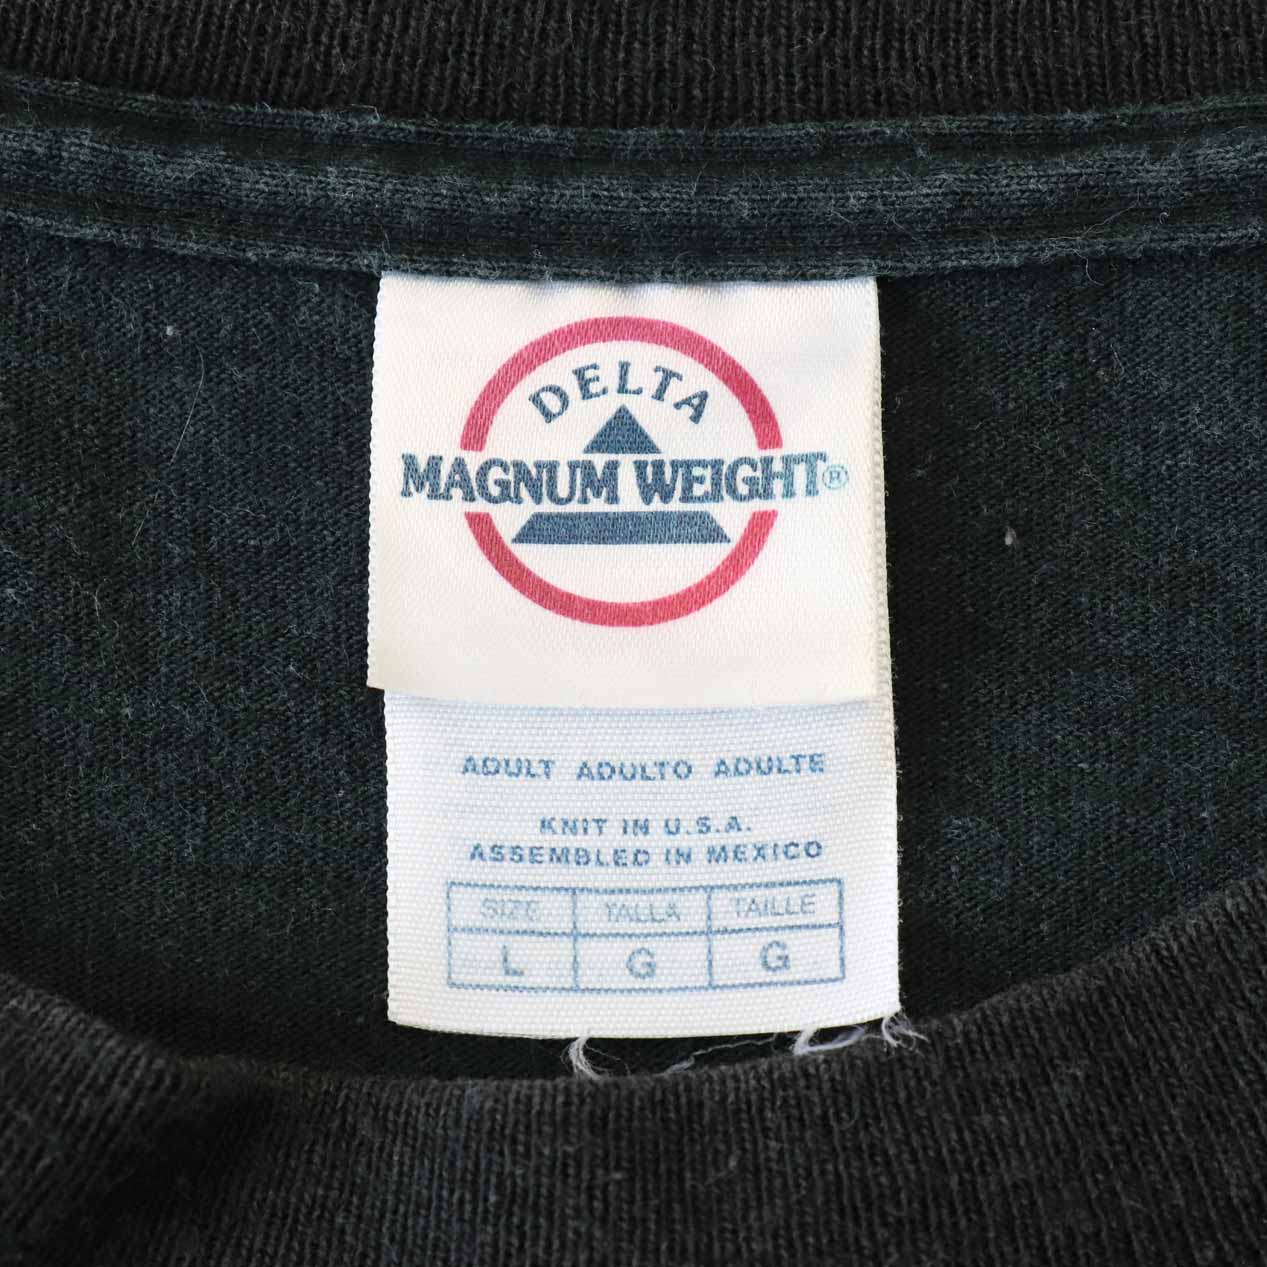 DELTA
MAGNUM WEIGHT®
ADULT ADULTO ADULTE
KNIT IN U.S.A.
ASSEMBLED IN MEXICO
SIZE TALLA TAILLE
L G G